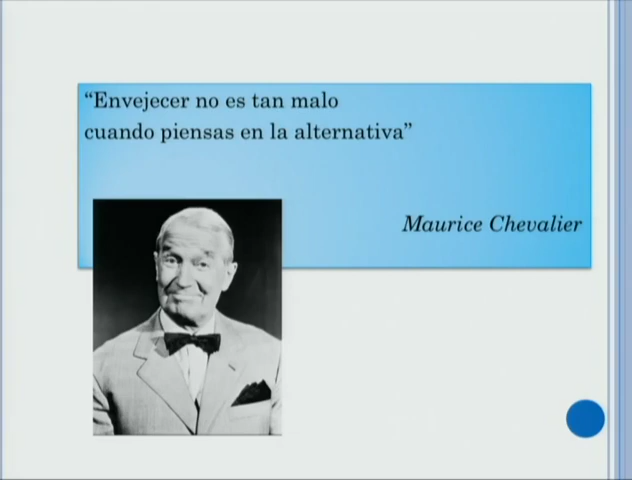 “Envejecer no es tan malo
cuando piensas en la alternativa”
Maurice Chevalier